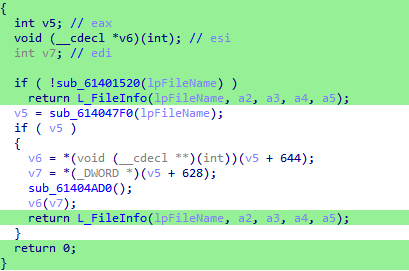 {
  int v5; // eax
  void (__cdecl *v6)(int); // esi
  int v7; // edi

  if ( !sub_61401520(lpFileName) )
    return L_FileInfo(lpFileName, a2, a3, a4, a5);
  v5 = sub_614047F0(lpFileName);
  if ( v5 )
  {
    v6 = *(void (__cdecl **)(int))(v5 + 644);
    v7 = *(_DWORD *)(v5 + 628);
    sub_61404AD0();
    v6(v7);
    return L_FileInfo(lpFileName, a2, a3, a4, a5);
  }
  return 0;
}